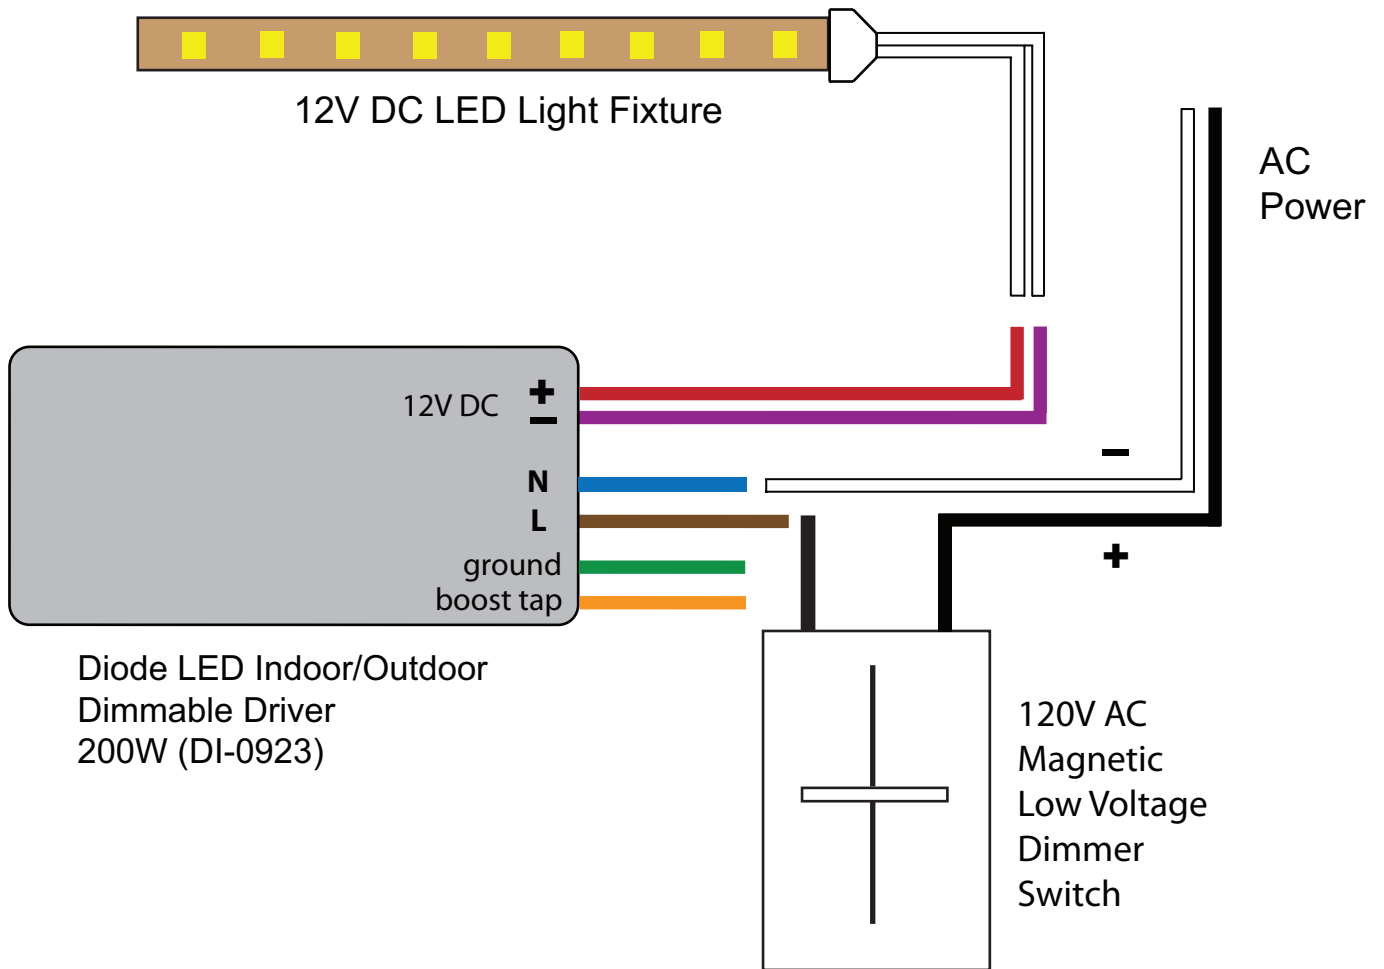 12V DC LED Light Fixture
AC
Power
12V DC
+
−
N
L
ground
boost tap
−
+
Diode LED Indoor/Outdoor
Dimmable Driver
200W (DI-0923)
120V AC
Magnetic
Low Voltage
Dimmer
Switch